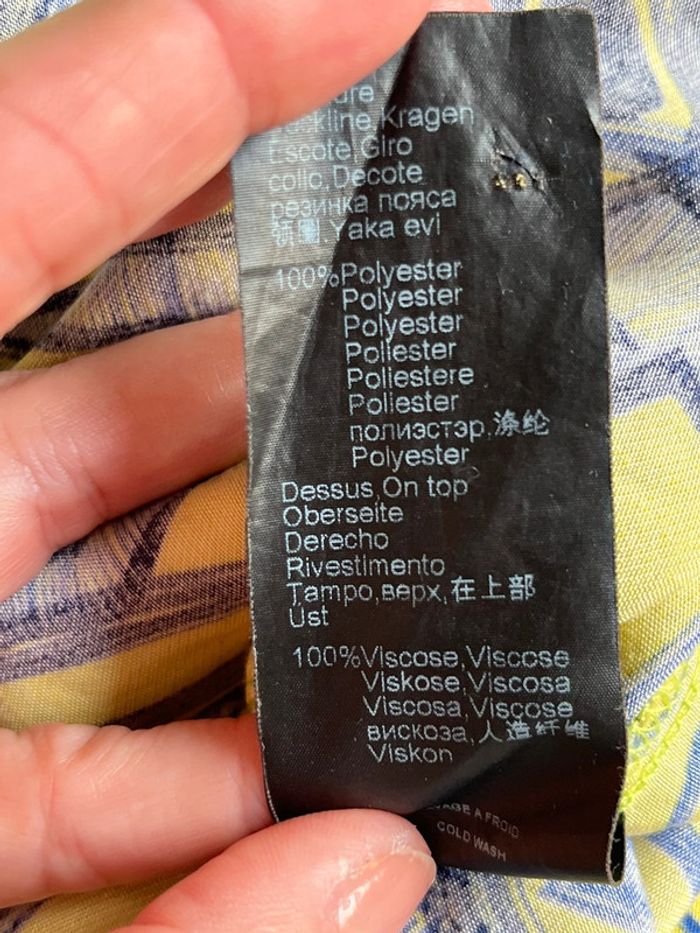 Kragen
Escote,Giro
collo,Decote
резинка пояса
Yaka evi
100%Polyester
Polyester
Polyester
Poliester
Poliestere
Poliester
полиэстэр,涤纶
Polyester
Dessus,On top
Oberseite
Derecho
Rivestimento
Tampo,верх,在上部
Üst
100%Viscose,Viscose
Viskose,Viscosa
Viscosa,Viscose
вискоза,人造纤维
Viskon
A FROID
COLD WASH